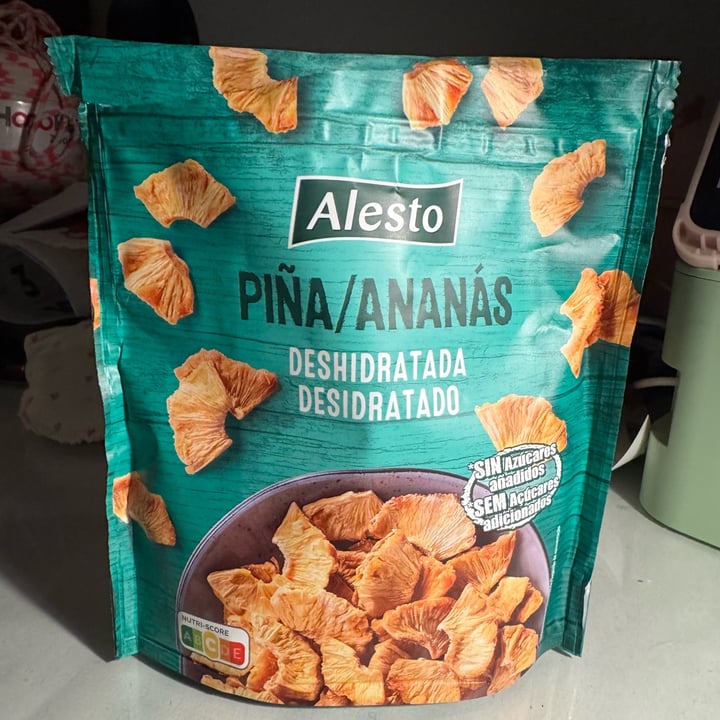 Alesto
PIÑA/ANANÁS
DESHIDRATADA
DESIDRATADO
*SIN Azúcares
añadidos
SEM Açúcares
adicionados*
NUTRI-SCORE
A B C D E